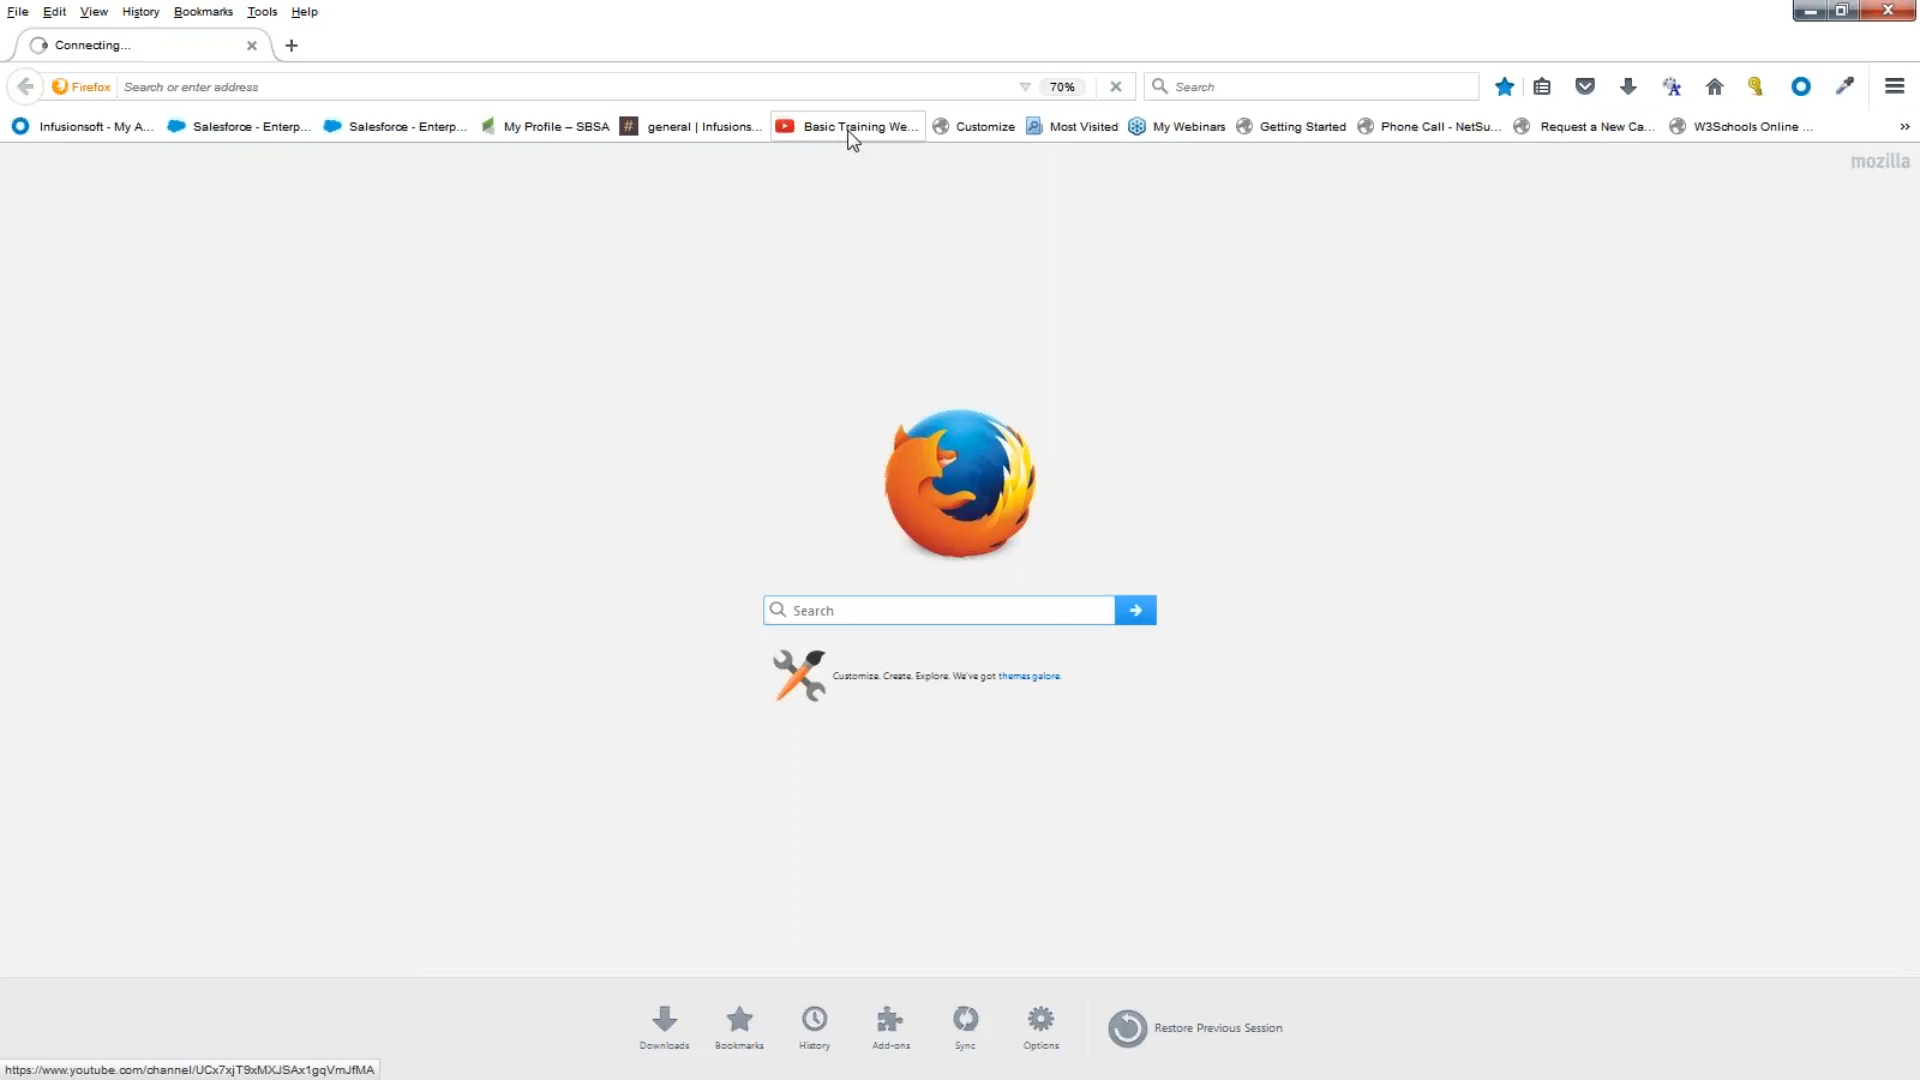 File Edit View History Bookmarks Tools Help
Connecting...
Firefox Search or enter address 70% Search
Infusionsoft - My A... Salesforce - Enterp... Salesforce - Enterp... My Profile – SBSA general | Infusions... Basic Training We... Customize Most Visited My Webinars Getting Started Phone Call - NetSu... Request a New Ca... W3Schools Online ...
mozilla
Search
Customize. Create. Explore. We've got themes galore.
Downloads Bookmarks History Add-ons Sync Options Restore Previous Session
https://www.youtube.com/channel/UCx7xjT9xMXJSAx1gqVmJfMA